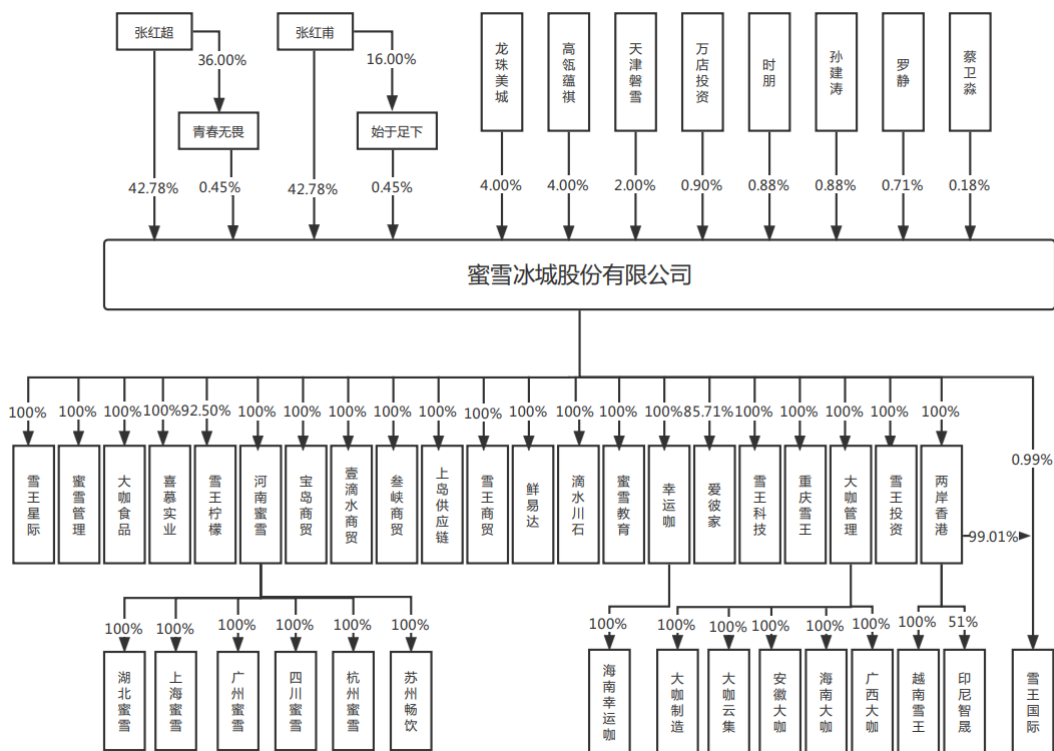 张红超
张红甫
36.00%
16.00%
青春无畏
始于足下
龙珠美城
高瓴蕴祺
天津磐雪
万店投资
时朋
孙建涛
罗静
蔡卫淼
42.78%
0.45%
42.78%
0.45%
4.00%
4.00%
2.00%
0.90%
0.88%
0.88%
0.71%
0.18%
蜜雪冰城股份有限公司
100%
100%
100%
100%
92.50%
100%
100%
100%
100%
100%
100%
100%
100%
100%
100%
85.71%
100%
100%
100%
100%
100%
0.99%
雪王星际
蜜雪管理
大咖食品
喜慕实业
雪王柠檬
河南蜜雪
宝岛商贸
壹滴水商贸
叁峡商贸
上岛供应链
雪王商贸
鲜易达
滴水川石
蜜雪教育
幸运咖
爱彼家
雪王科技
重庆雪王
大咖管理
雪王投资
两岸香港
99.01%
100%
100%
100%
100%
100%
100%
100%
100%
100%
100%
100%
100%
100%
51%
湖北蜜雪
上海蜜雪
广州蜜雪
四川蜜雪
杭州蜜雪
苏州畅饮
海南幸运咖
大咖制造
大咖云集
安徽大咖
海南大咖
广西大咖
越南雪王
印尼智晟
雪王国际